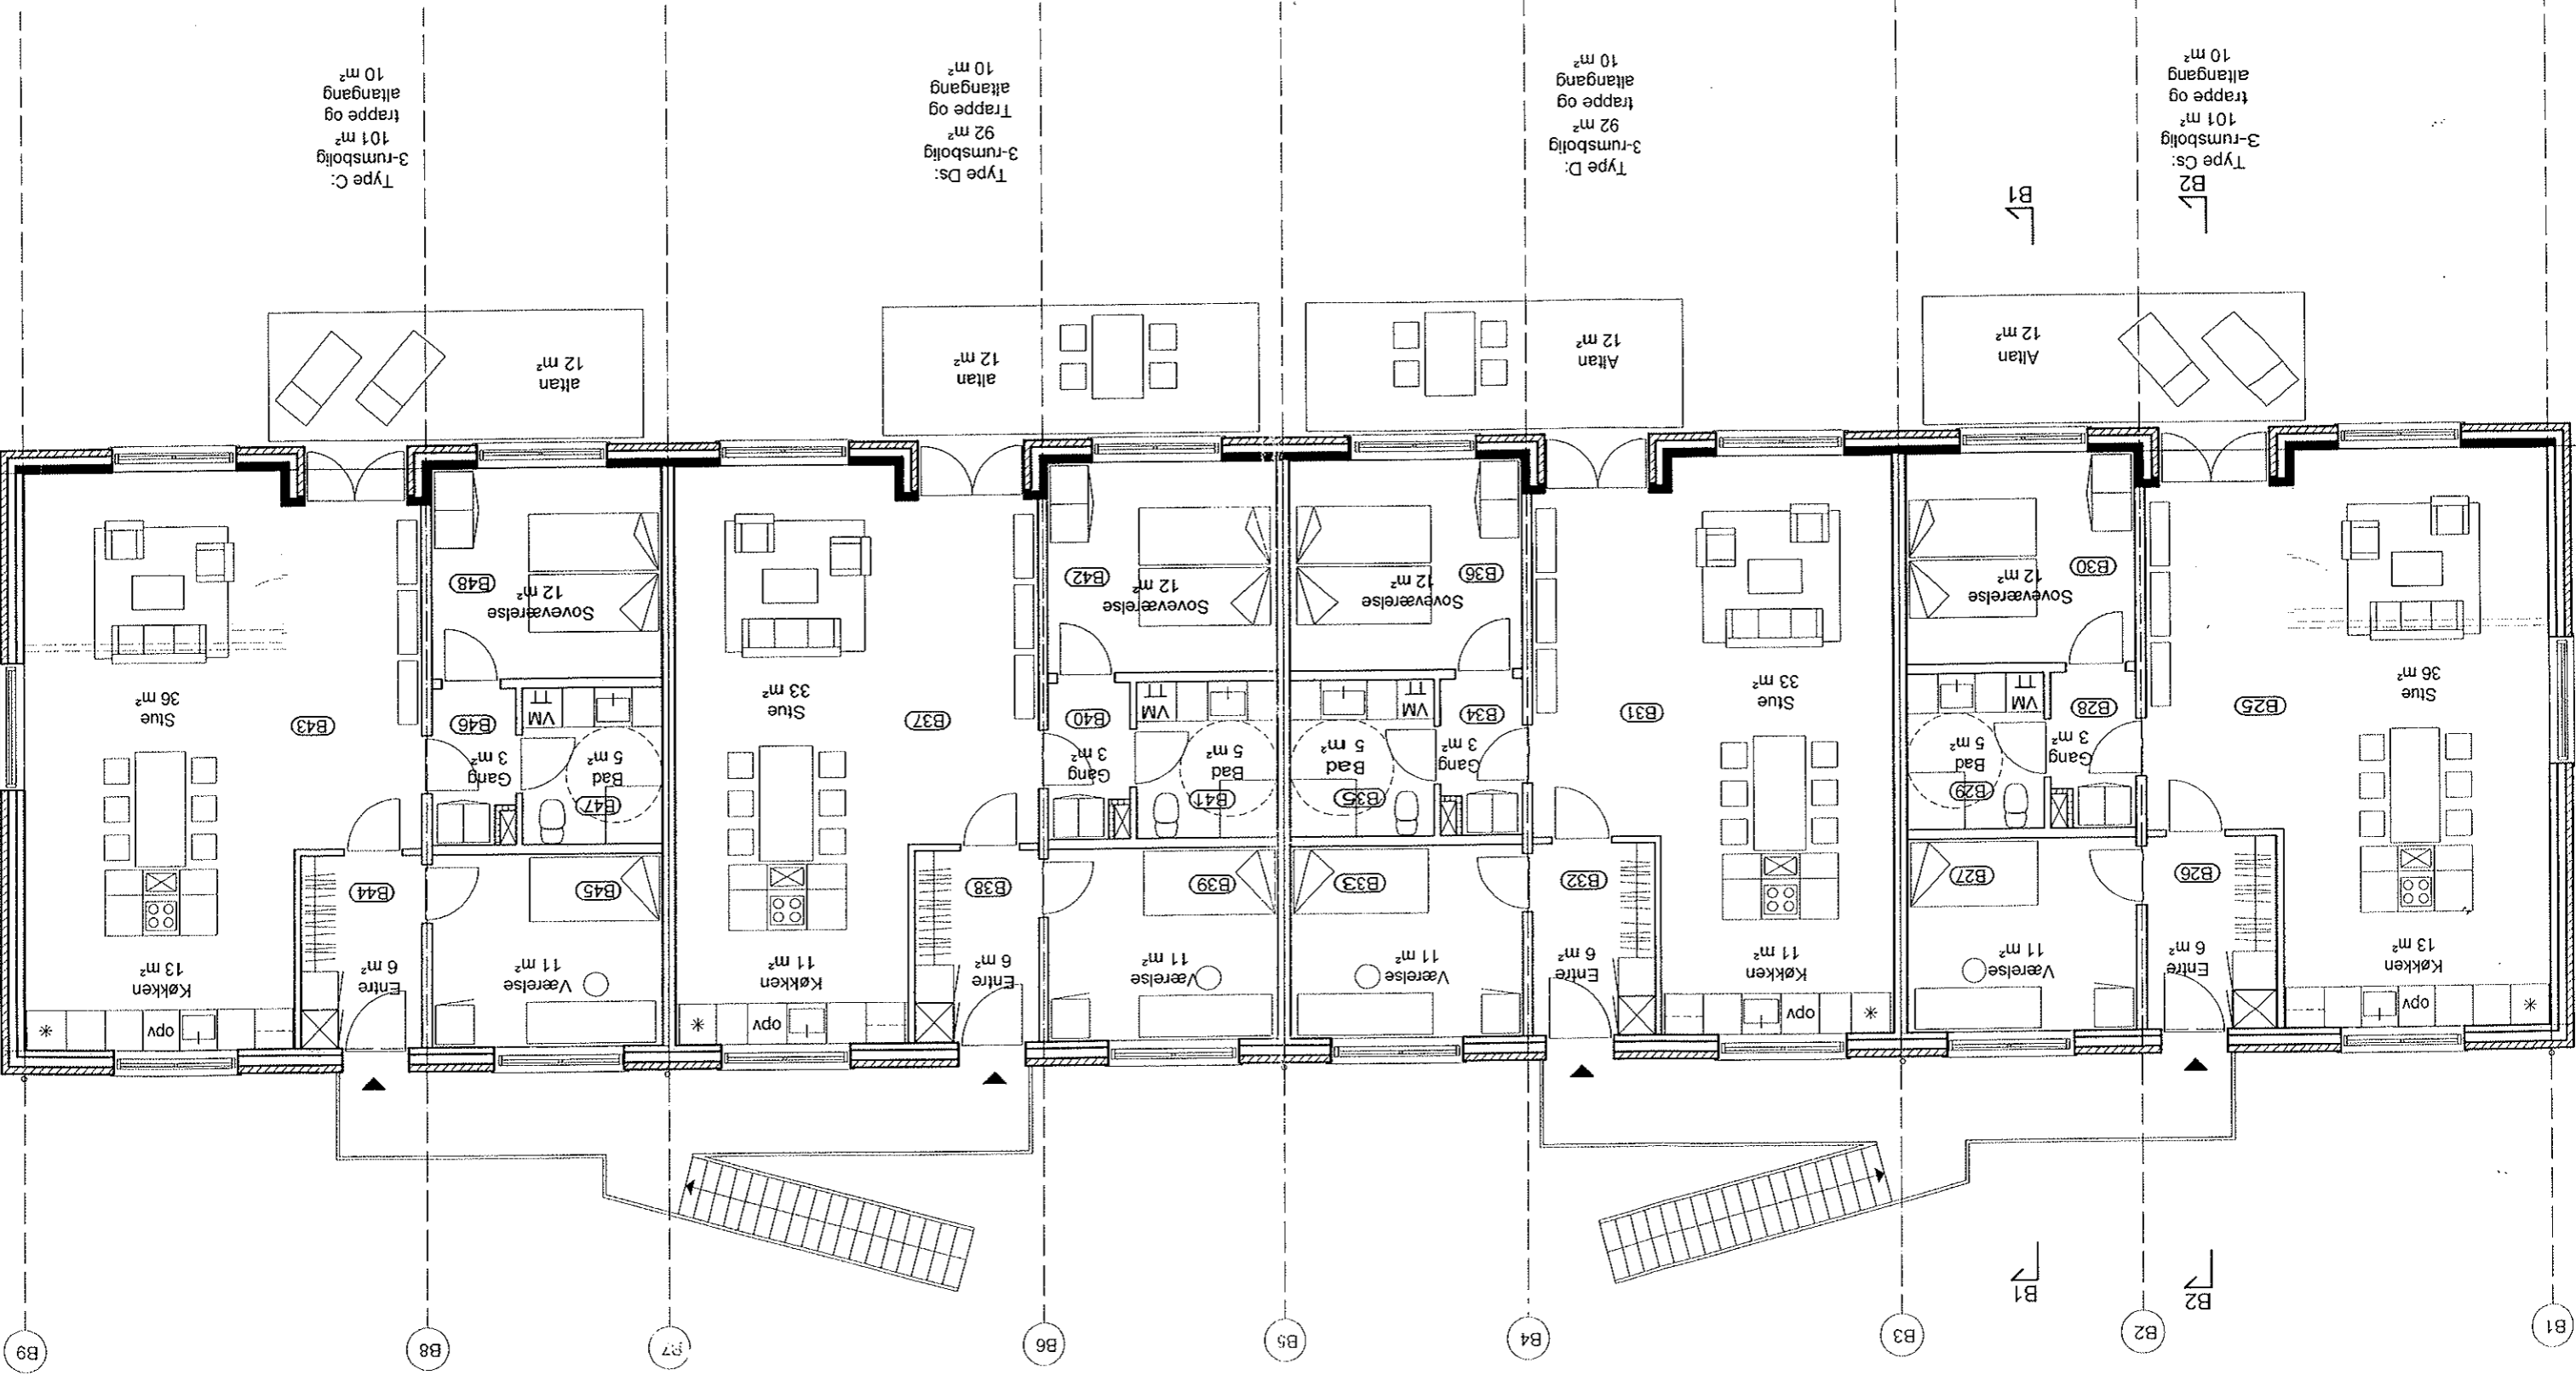 B1
B2
B3
B4
B5
B6
B8
B9
B2
B1
opv
Køkken
13 m²
Entre
6 m²
Værelse
11 m²
opv
Køkken
11 m²
Entre
6 m²
Værelse
11 m²
Værelse
11 m²
Entre
6 m²
opv
Køkken
11 m²
Værelse
11 m²
Entre
6 m²
opv
Køkken
13 m²
B26
B27
B32
B33
B39
B38
B45
B44
B29
B35
B41
B47
Gang
3 m²
Bad
5 m²
Gang
3 m²
Bad
5 m²
Bad
5 m²
Gang
3 m²
Bad
5 m²
Gang
3 m²
Stue
36 m²
B25
B28
VM
TT
Stue
33 m²
B31
B34
VM
TT
VM
TT
B40
B37
Stue
33 m²
VM
TT
B46
B43
Stue
36 m²
B30
Soveværelse
12 m²
B36
Soveværelse
12 m²
Soveværelse
12 m²
B42
Soveværelse
12 m²
B48
Altan
12 m²
Altan
12 m²
altan
12 m²
altan
12 m²
B2
B1
Type Cs:
3-rumsbolig
101 m²
trappe og
altangang
10 m²
Type D:
3-rumsbolig
92 m²
trappe og
altangang
10 m²
Type Ds:
3-rumsbolig
92 m²
Trappe og
altangang
10 m²
Type C:
3-rumsbolig
101 m²
trappe og
altangang
10 m²